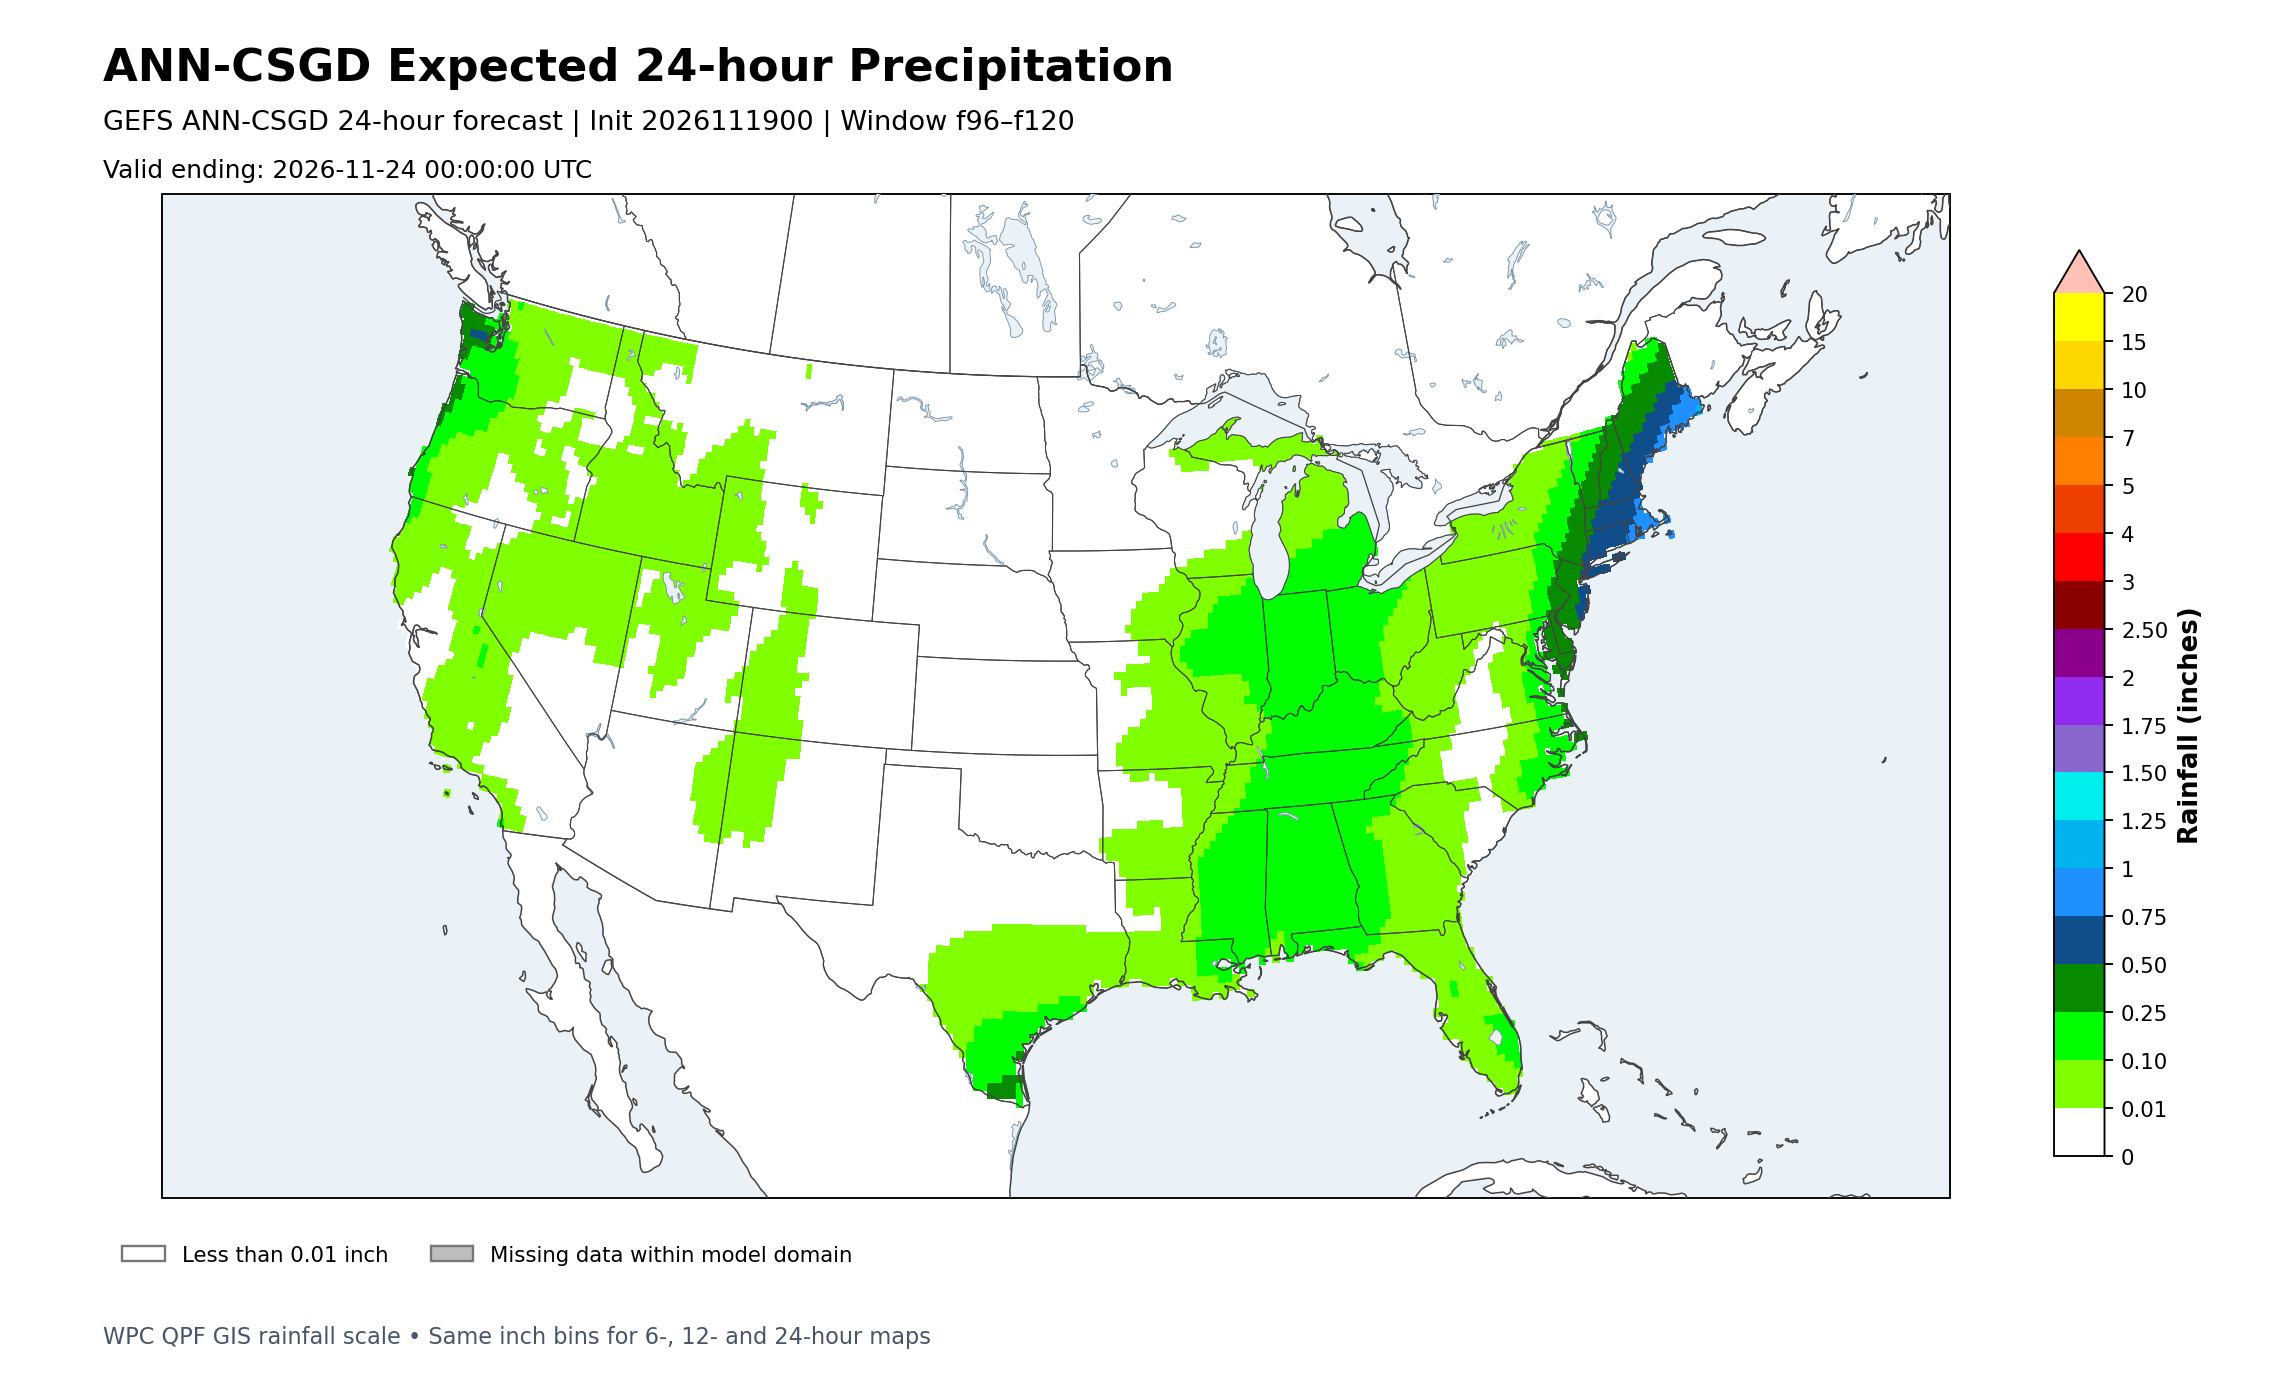 ANN-CSGD Expected 24-hour Precipitation
GEFS ANN-CSGD 24-hour forecast | Init 2026111900 | Window f96–f120
Valid ending: 2026-11-24 00:00:00 UTC
20
15
10
7
5
4
3
2.50
2
1.75
1.50
1.25
1
0.75
0.50
0.25
0.10
0.01
0
Rainfall (inches)
Less than 0.01 inch
Missing data within model domain
WPC QPF GIS rainfall scale • Same inch bins for 6-, 12- and 24-hour maps